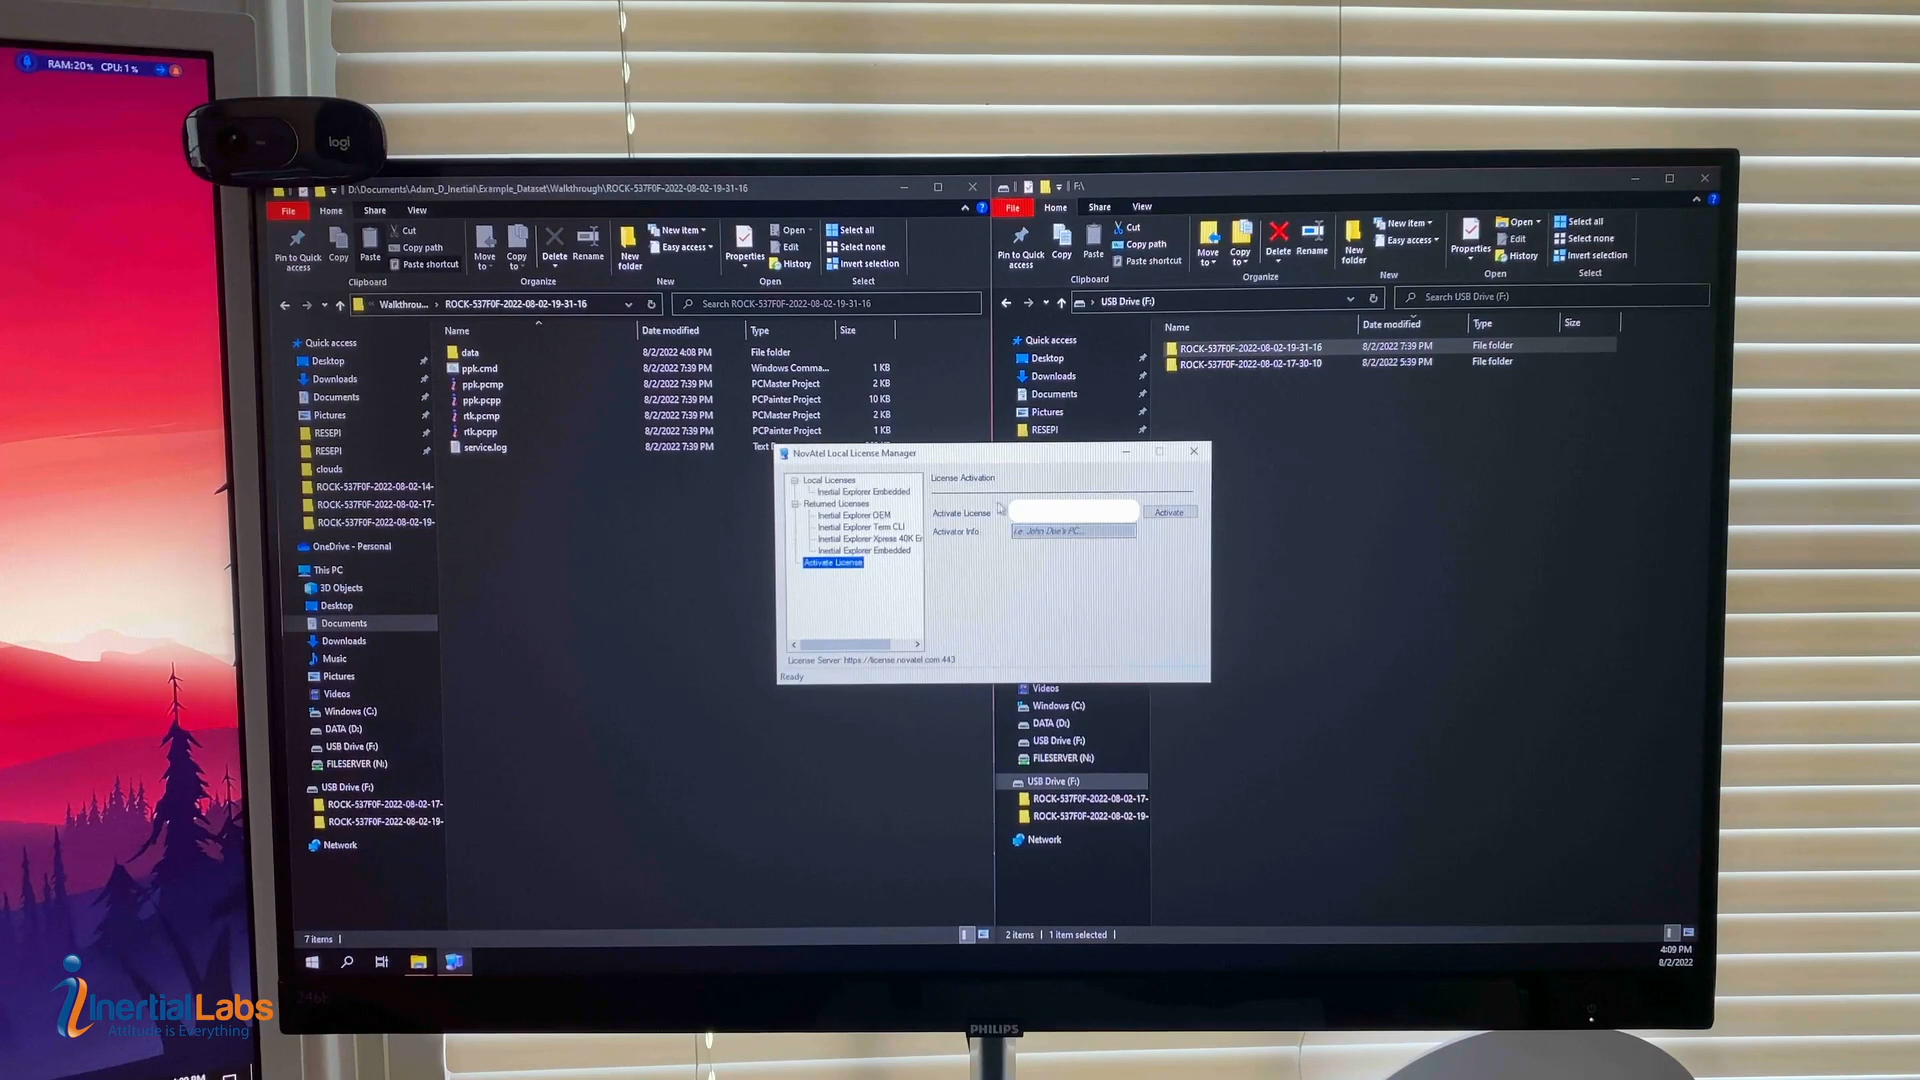 RAM:20% CPU: 1%
logi
D:\Documents\Adam_D_Inertial\Example_Dataset\Walkthrough\ROCK-537F0F-2022-08-02-19-31-16
File Home Share View
Pin to Quick access
Copy
Paste
Cut
Copy path
Paste shortcut
Move to
Copy to
Delete
Rename
New folder
New item
Easy access
Properties
Open
Edit
History
Select all
Select none
Invert selection
Clipboard Organize New Open Select
Walkthrou... > ROCK-537F0F-2022-08-02-19-31-16
Search ROCK-537F0F-2022-08-02-19-31-16
Quick access
Desktop
Downloads
Documents
Pictures
RESEPI
RESEPI
clouds
ROCK-537F0F-2022-08-02-14-
ROCK-537F0F-2022-08-02-17-
ROCK-537F0F-2022-08-02-19-
OneDrive - Personal
This PC
3D Objects
Desktop
Documents
Downloads
Music
Pictures
Videos
Windows (C:)
DATA (D:)
USB Drive (F:)
FILESERVER (N:)
USB Drive (F:)
ROCK-537F0F-2022-08-02-17-
ROCK-537F0F-2022-08-02-19-
Network
Name Date modified Type Size
data 8/2/2022 4:08 PM File folder
ppk.cmd 8/2/2022 7:39 PM Windows Comma... 1 KB
ppk.pcmp 8/2/2022 7:39 PM PCMaster Project 2 KB
ppk.pcpp 8/2/2022 7:39 PM PCPainter Project 10 KB
rtk.pcmp 8/2/2022 7:39 PM PCMaster Project 2 KB
rtk.pcpp 8/2/2022 7:39 PM PCPainter Project 1 KB
service.log 8/2/2022 7:39 PM
7 items
F:\
File Home Share View
Pin to Quick access
Copy
Paste
Cut
Copy path
Paste shortcut
Move to
Copy to
Delete
Rename
New folder
New item
Easy access
Properties
Open
Edit
History
Select all
Select none
Invert selection
Clipboard Organize New Open Select
USB Drive (F:)
Search USB Drive (F:)
Name Date modified Type Size
ROCK-537F0F-2022-08-02-19-31-16 8/2/2022 7:39 PM File folder
ROCK-537F0F-2022-08-02-17-30-10 8/2/2022 5:39 PM File folder
Quick access
Desktop
Downloads
Documents
Pictures
RESEPI
Videos
Windows (C:)
DATA (D:)
USB Drive (F:)
FILESERVER (N:)
USB Drive (F:)
ROCK-537F0F-2022-08-02-17-
ROCK-537F0F-2022-08-02-19-
Network
2 items 1 item selected
NovAtel Local License Manager
Local Licenses
Inertial Explorer Embedded
Returned Licenses
Inertial Explorer OEM
Inertial Explorer Term CLI
Inertial Explorer Xpress 40K Er
Inertial Explorer Embedded
Activate License
License Activation
Activate License
Activate
Activator Info
i.e. John Doe's PC...
License Server: https://license.novatel.com:443
Ready
4:09 PM
8/2/2022
PHILIPS
InertialLabs
Attitude is Everything